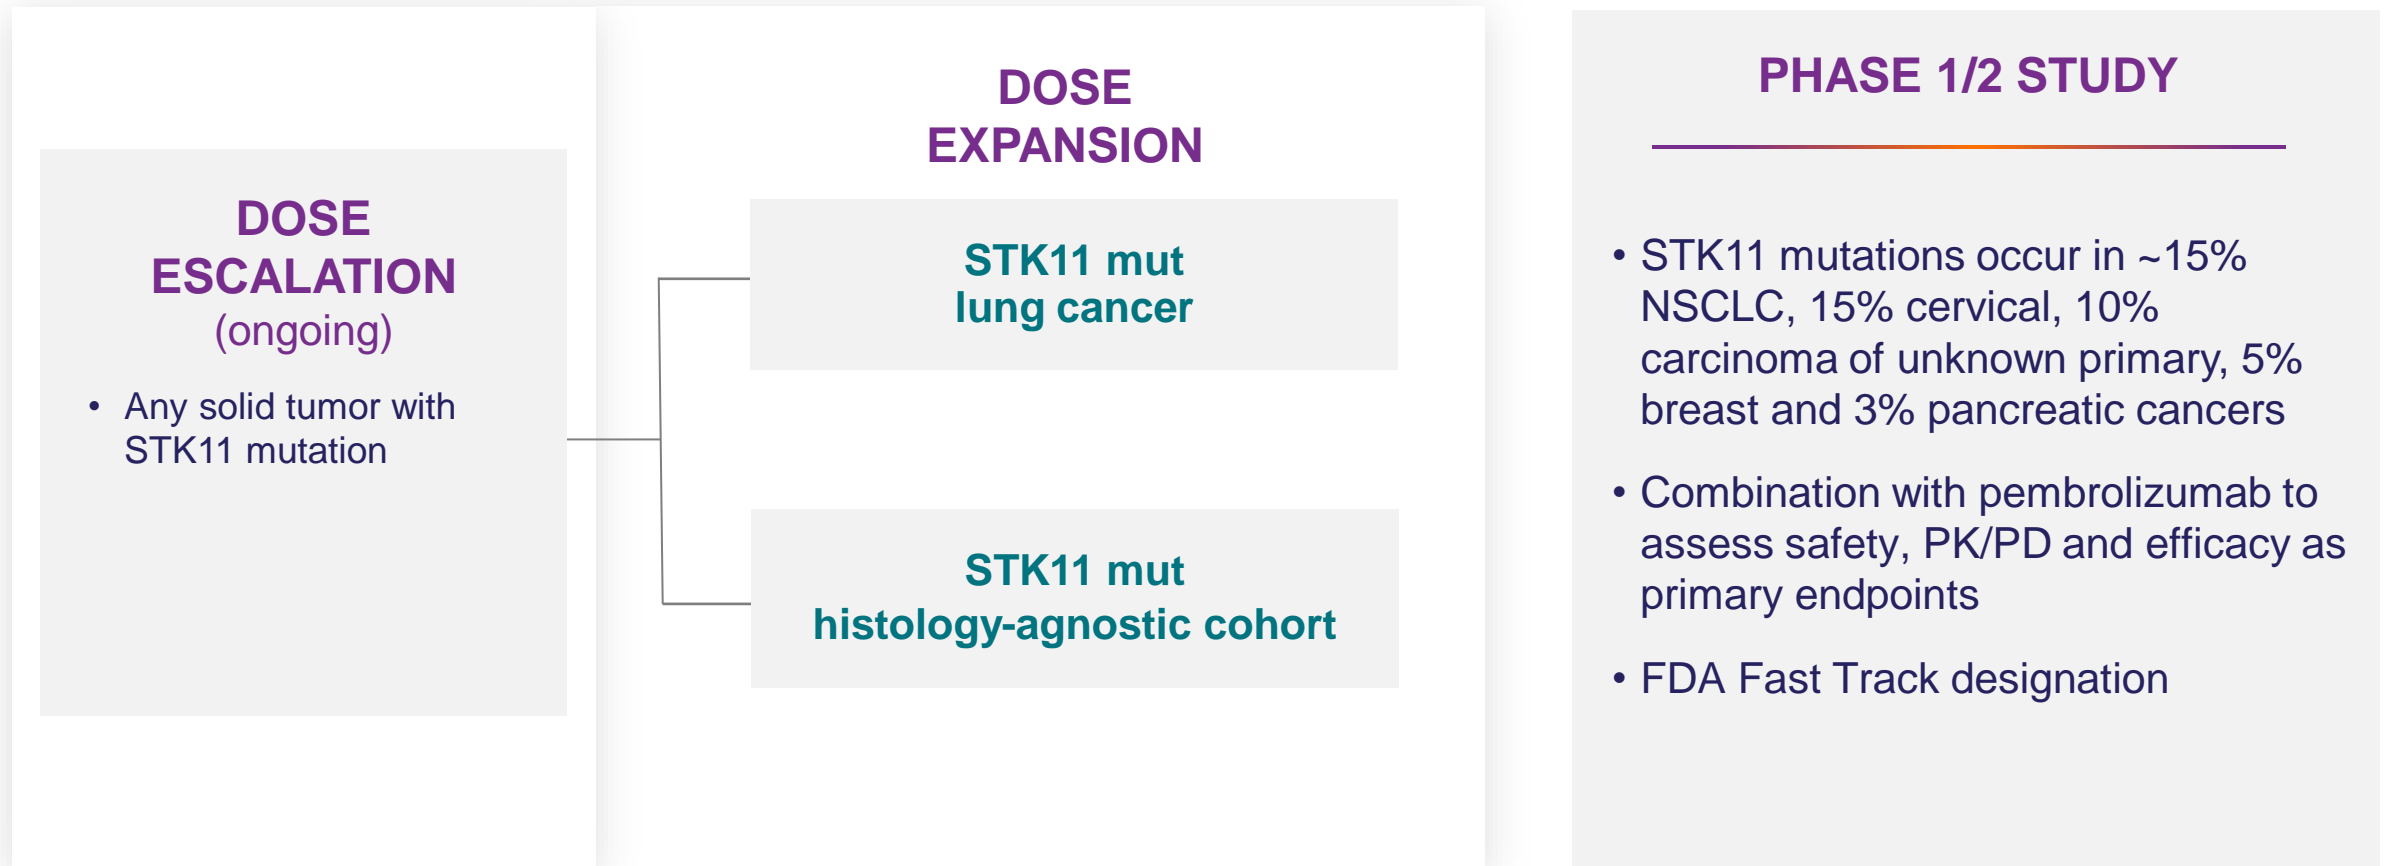 DOSE
ESCALATION
(ongoing)
• Any solid tumor with
STK11 mutation
DOSE
EXPANSION
STK11 mut
lung cancer
STK11 mut
histology-agnostic cohort
PHASE 1/2 STUDY
• STK11 mutations occur in ~15%
NSCLC, 15% cervical, 10%
carcinoma of unknown primary, 5%
breast and 3% pancreatic cancers
• Combination with pembrolizumab to
assess safety, PK/PD and efficacy as
primary endpoints
• FDA Fast Track designation